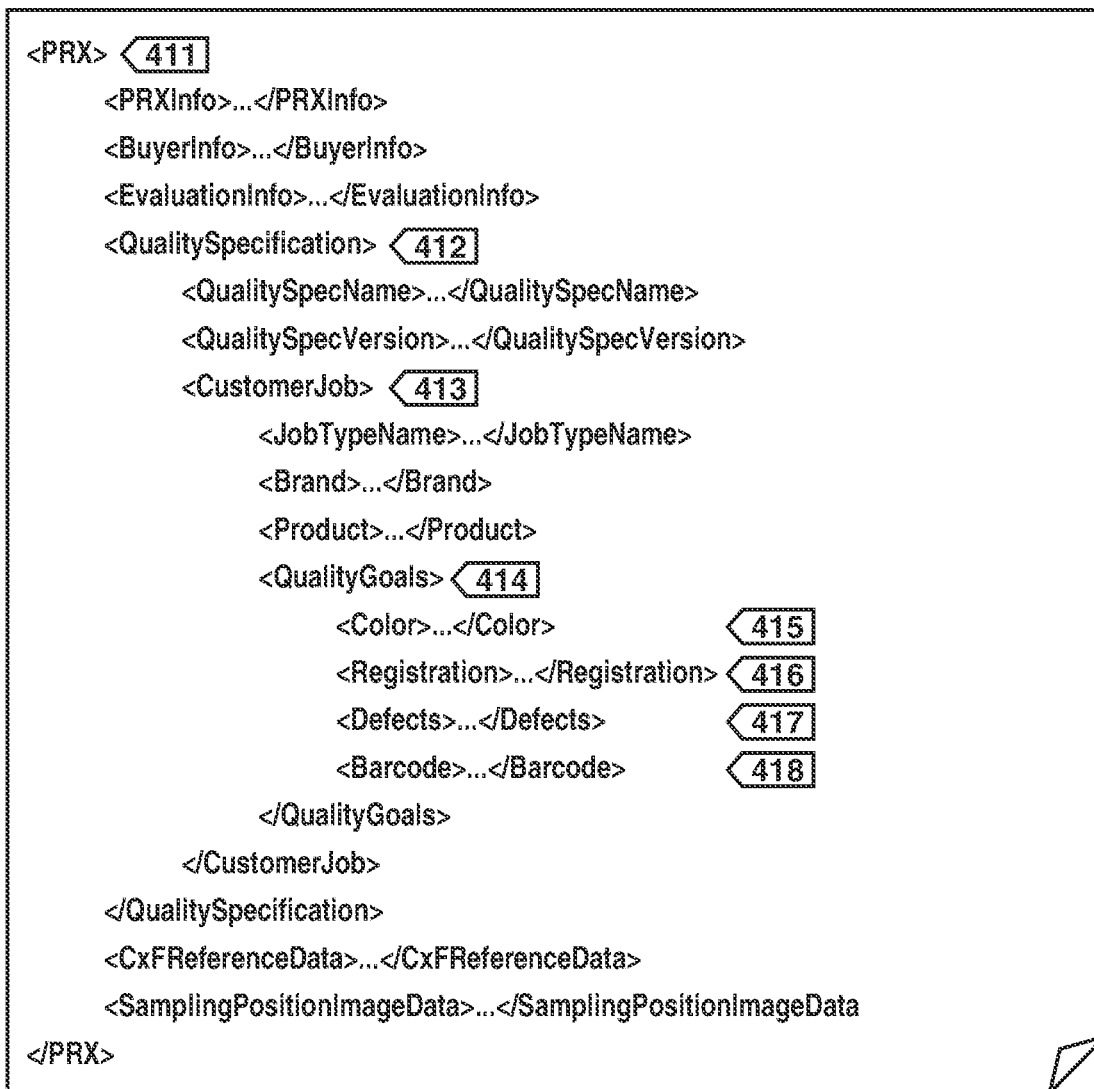 <PRX> 411
<PRXInfo>...</PRXInfo>
<BuyerInfo>...</BuyerInfo>
<EvaluationInfo>...</EvaluationInfo>
<QualitySpecification> 412
<QualitySpecName>...</QualitySpecName>
<QualitySpecVersion>...</QualitySpecVersion>
<CustomerJob> 413
<JobTypeName>...</JobTypeName>
<Brand>...</Brand>
<Product>...</Product>
<QualityGoals> 414
<Color>...</Color> 415
<Registration>...</Registration> 416
<Defects>...</Defects> 417
<Barcode>...</Barcode> 418
</QualityGoals>
</CustomerJob>
</QualitySpecification>
<CxFReferenceData>...</CxFReferenceData>
<SamplingPositionImageData>...</SamplingPositionImageData
</PRX>